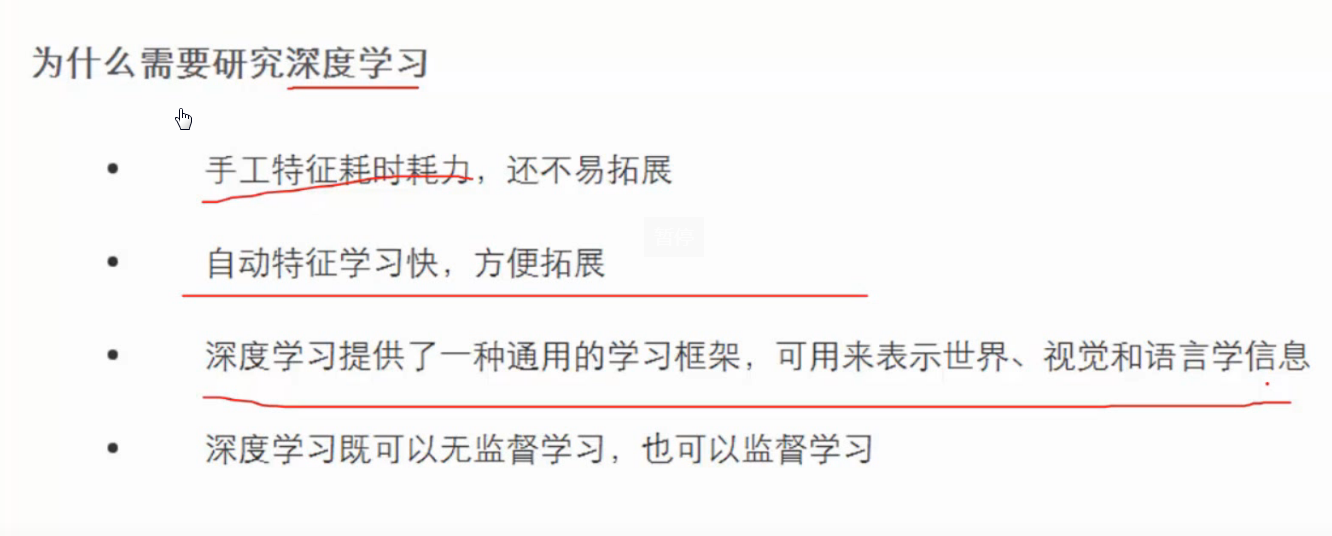 为什么需要研究深度学习
手工特征耗时耗力，还不易拓展
自动特征学习快，方便拓展
暂停
深度学习提供了一种通用的学习框架，可用来表示世界、视觉和语言学信息
深度学习既可以无监督学习，也可以监督学习